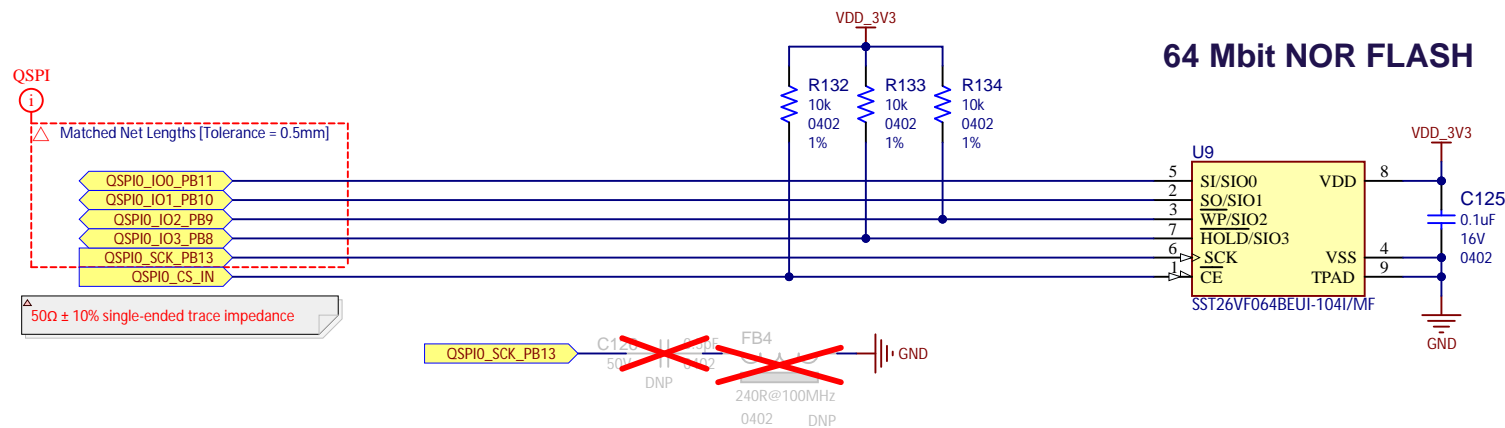 VDD_3V3
64 Mbit NOR FLASH
QSPI
i
Matched Net Lengths [Tolerance = 0.5mm]
R132
10k
0402
1%
R133
10k
0402
1%
R134
10k
0402
1%
VDD_3V3
U9
QSPI0_IO0_PB11
5 SI/SIO0 VDD 8
QSPI0_IO1_PB10
2 SO/SIO1
QSPI0_IO2_PB9
3 WP/SIO2
QSPI0_IO3_PB8
7 HOLD/SIO3
QSPI0_SCK_PB13
6 SCK VSS 4
QSPI0_CS_IN
1 CE TPAD 9
C125
0.1uF
16V
0402
SST26VF064BEUI-104I/MF
50Ω ± 10% single-ended trace impedance
GND
QSPI0_SCK_PB13
0402
DNP
FB4
240R@100MHz
0402 DNP
GND